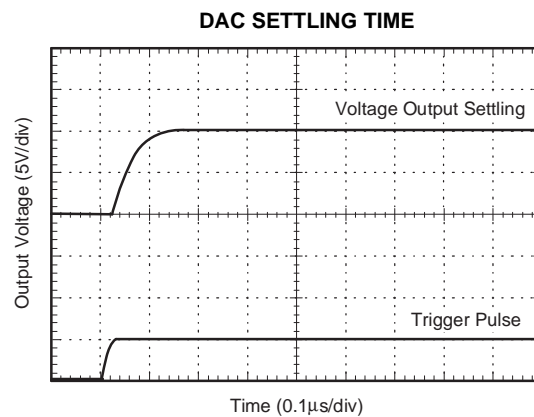 DAC SETTLING TIME
Voltage Output Settling
Output Voltage (5V/div)
Trigger Pulse
Time (0.1µs/div)